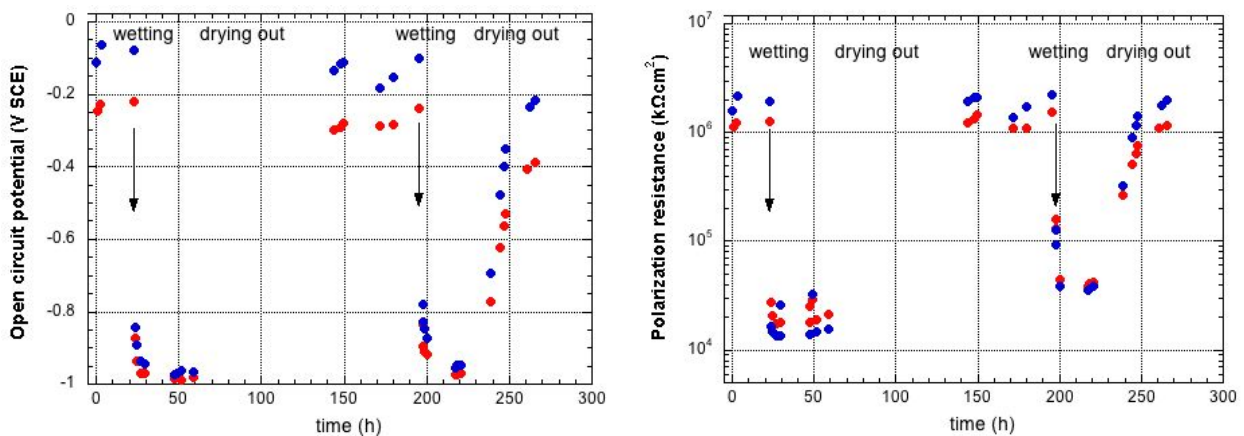 Open circuit potential (V SCE)
0
-0.2
-0.4
-0.6
-0.8
-1
wetting drying out wetting drying out
0 50 100 150 200 250 300
time (h)
Polarization resistance (kΩcm²)
10⁷
10⁶
10⁵
10⁴
wetting drying out wetting drying out
0 50 100 150 200 250 300
time (h)